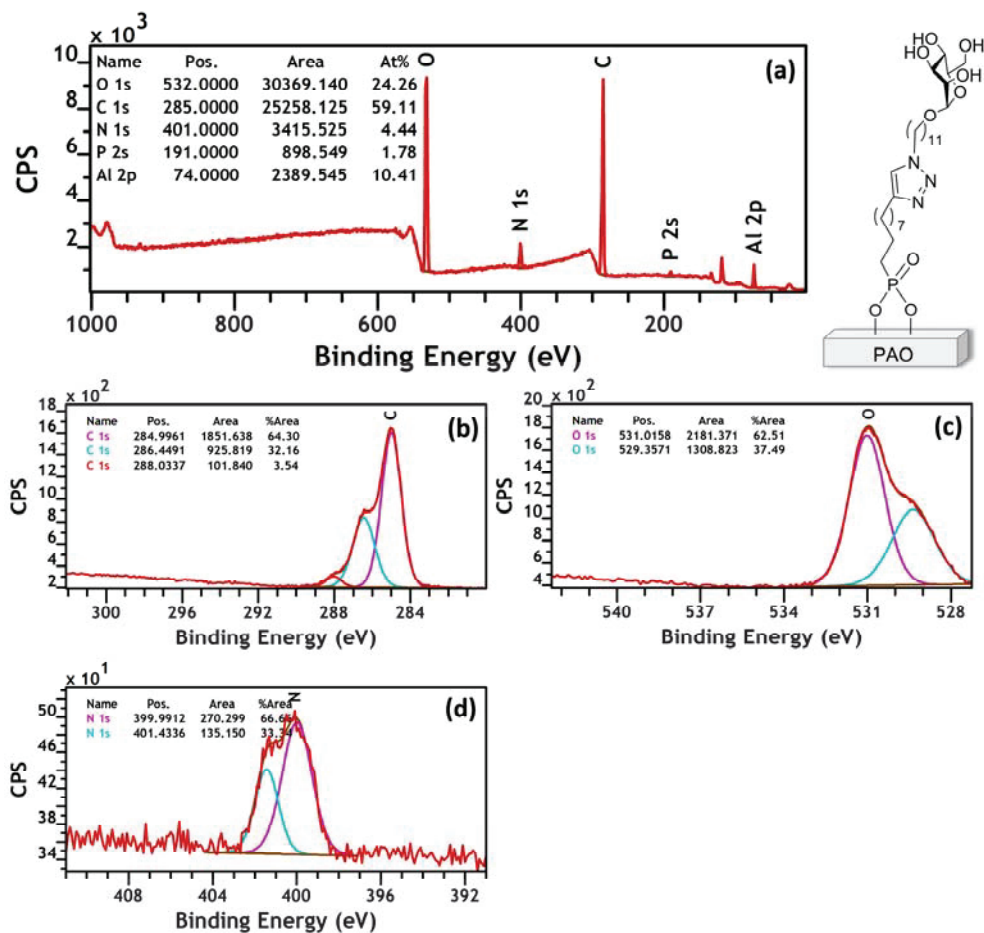 x 10³
Name Pos. Area At%
O 1s 532.0000 30369.140 24.26
C 1s 285.0000 25258.125 59.11
N 1s 401.0000 3415.525 4.44
P 2s 191.0000 898.549 1.78
Al 2p 74.0000 2389.545 10.41
O
C
(a)
N 1s
P 2s
Al 2p
10
8
6
4
2
CPS
1000 800 600 400 200
Binding Energy (eV)
HO OH
HO
OH
O
O
11
N
N
N
7
O
P
O O
PAO
x 10²
Name Pos. Area %Area
C 1s 284.9961 1851.638 64.30
C 1s 286.4491 925.819 32.16
C 1s 288.0337 101.840 3.54
C
(b)
18
16
14
12
10
8
6
4
2
CPS
300 296 292 288 284
Binding Energy (eV)
x 10²
Name Pos. Area %Area
O 1s 531.0158 2181.371 62.51
O 1s 529.3571 1308.823 37.49
O
(c)
20
18
16
14
12
10
8
6
4
CPS
540 537 534 531 528
Binding Energy (eV)
x 10¹
Name Pos. Area %Area
N 1s 399.9912 270.299 66.6
N 1s 401.4336 135.150 33.34
N
(d)
50
46
42
38
34
CPS
408 404 400 396 392
Binding Energy (eV)